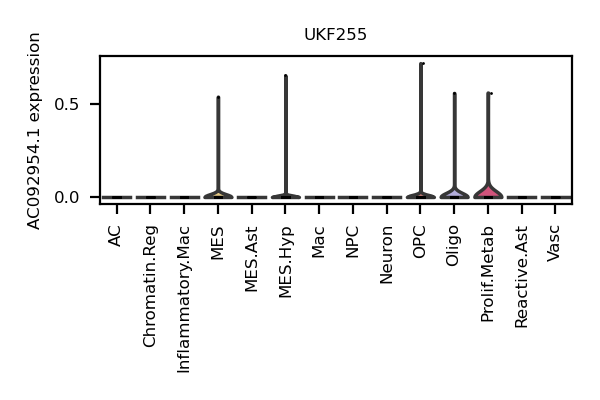 UKF255
AC092954.1 expression
0.5
0.0
AC
Chromatin.Reg
Inflammatory.Mac
MES
MES.Ast
MES.Hyp
Mac
NPC
Neuron
OPC
Oligo
Prolif.Metab
Reactive.Ast
Vasc